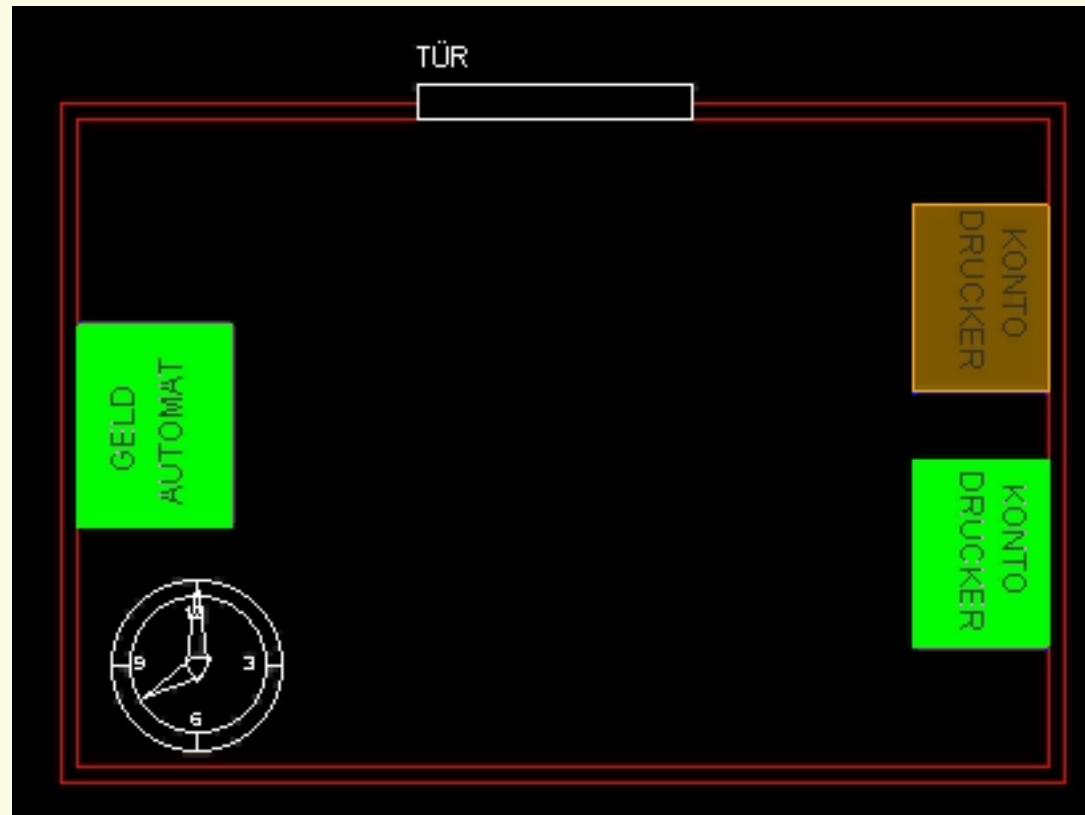 TÜR
KONTO
DRUCKER
GELD
AUTOMAT
KONTO
DRUCKER
12
9
3
6